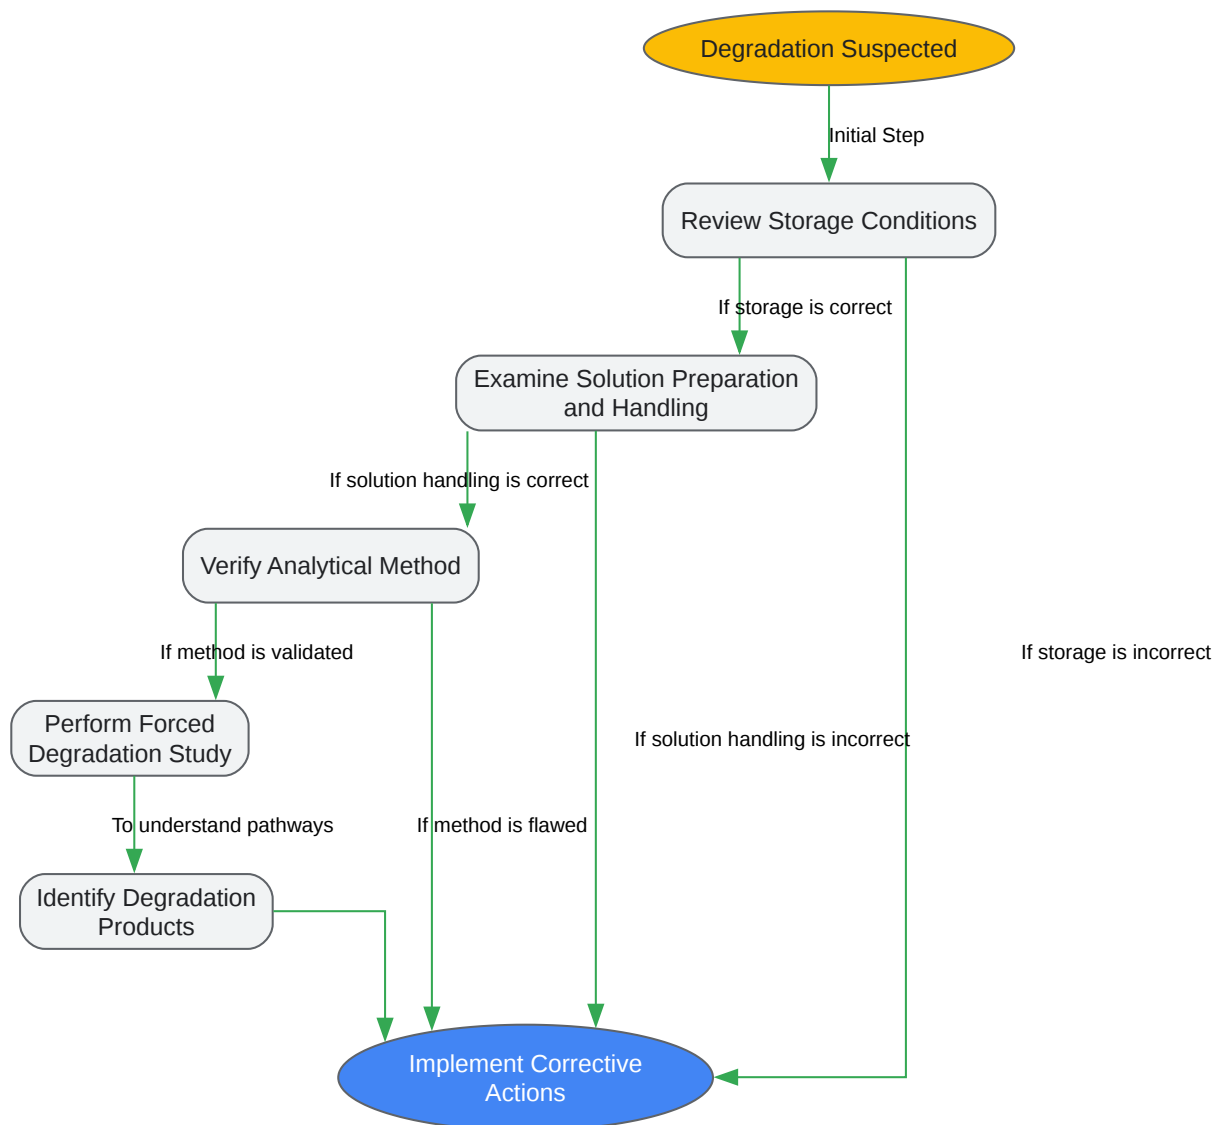 Degradation Suspected
Initial Step
Review Storage Conditions
If storage is correct
Examine Solution Preparation
and Handling
If solution handling is correct
Verify Analytical Method
If method is validated
If storage is incorrect
Perform Forced
Degradation Study
If solution handling is incorrect
To understand pathways
If method is flawed
Identify Degradation
Products
Implement Corrective
Actions